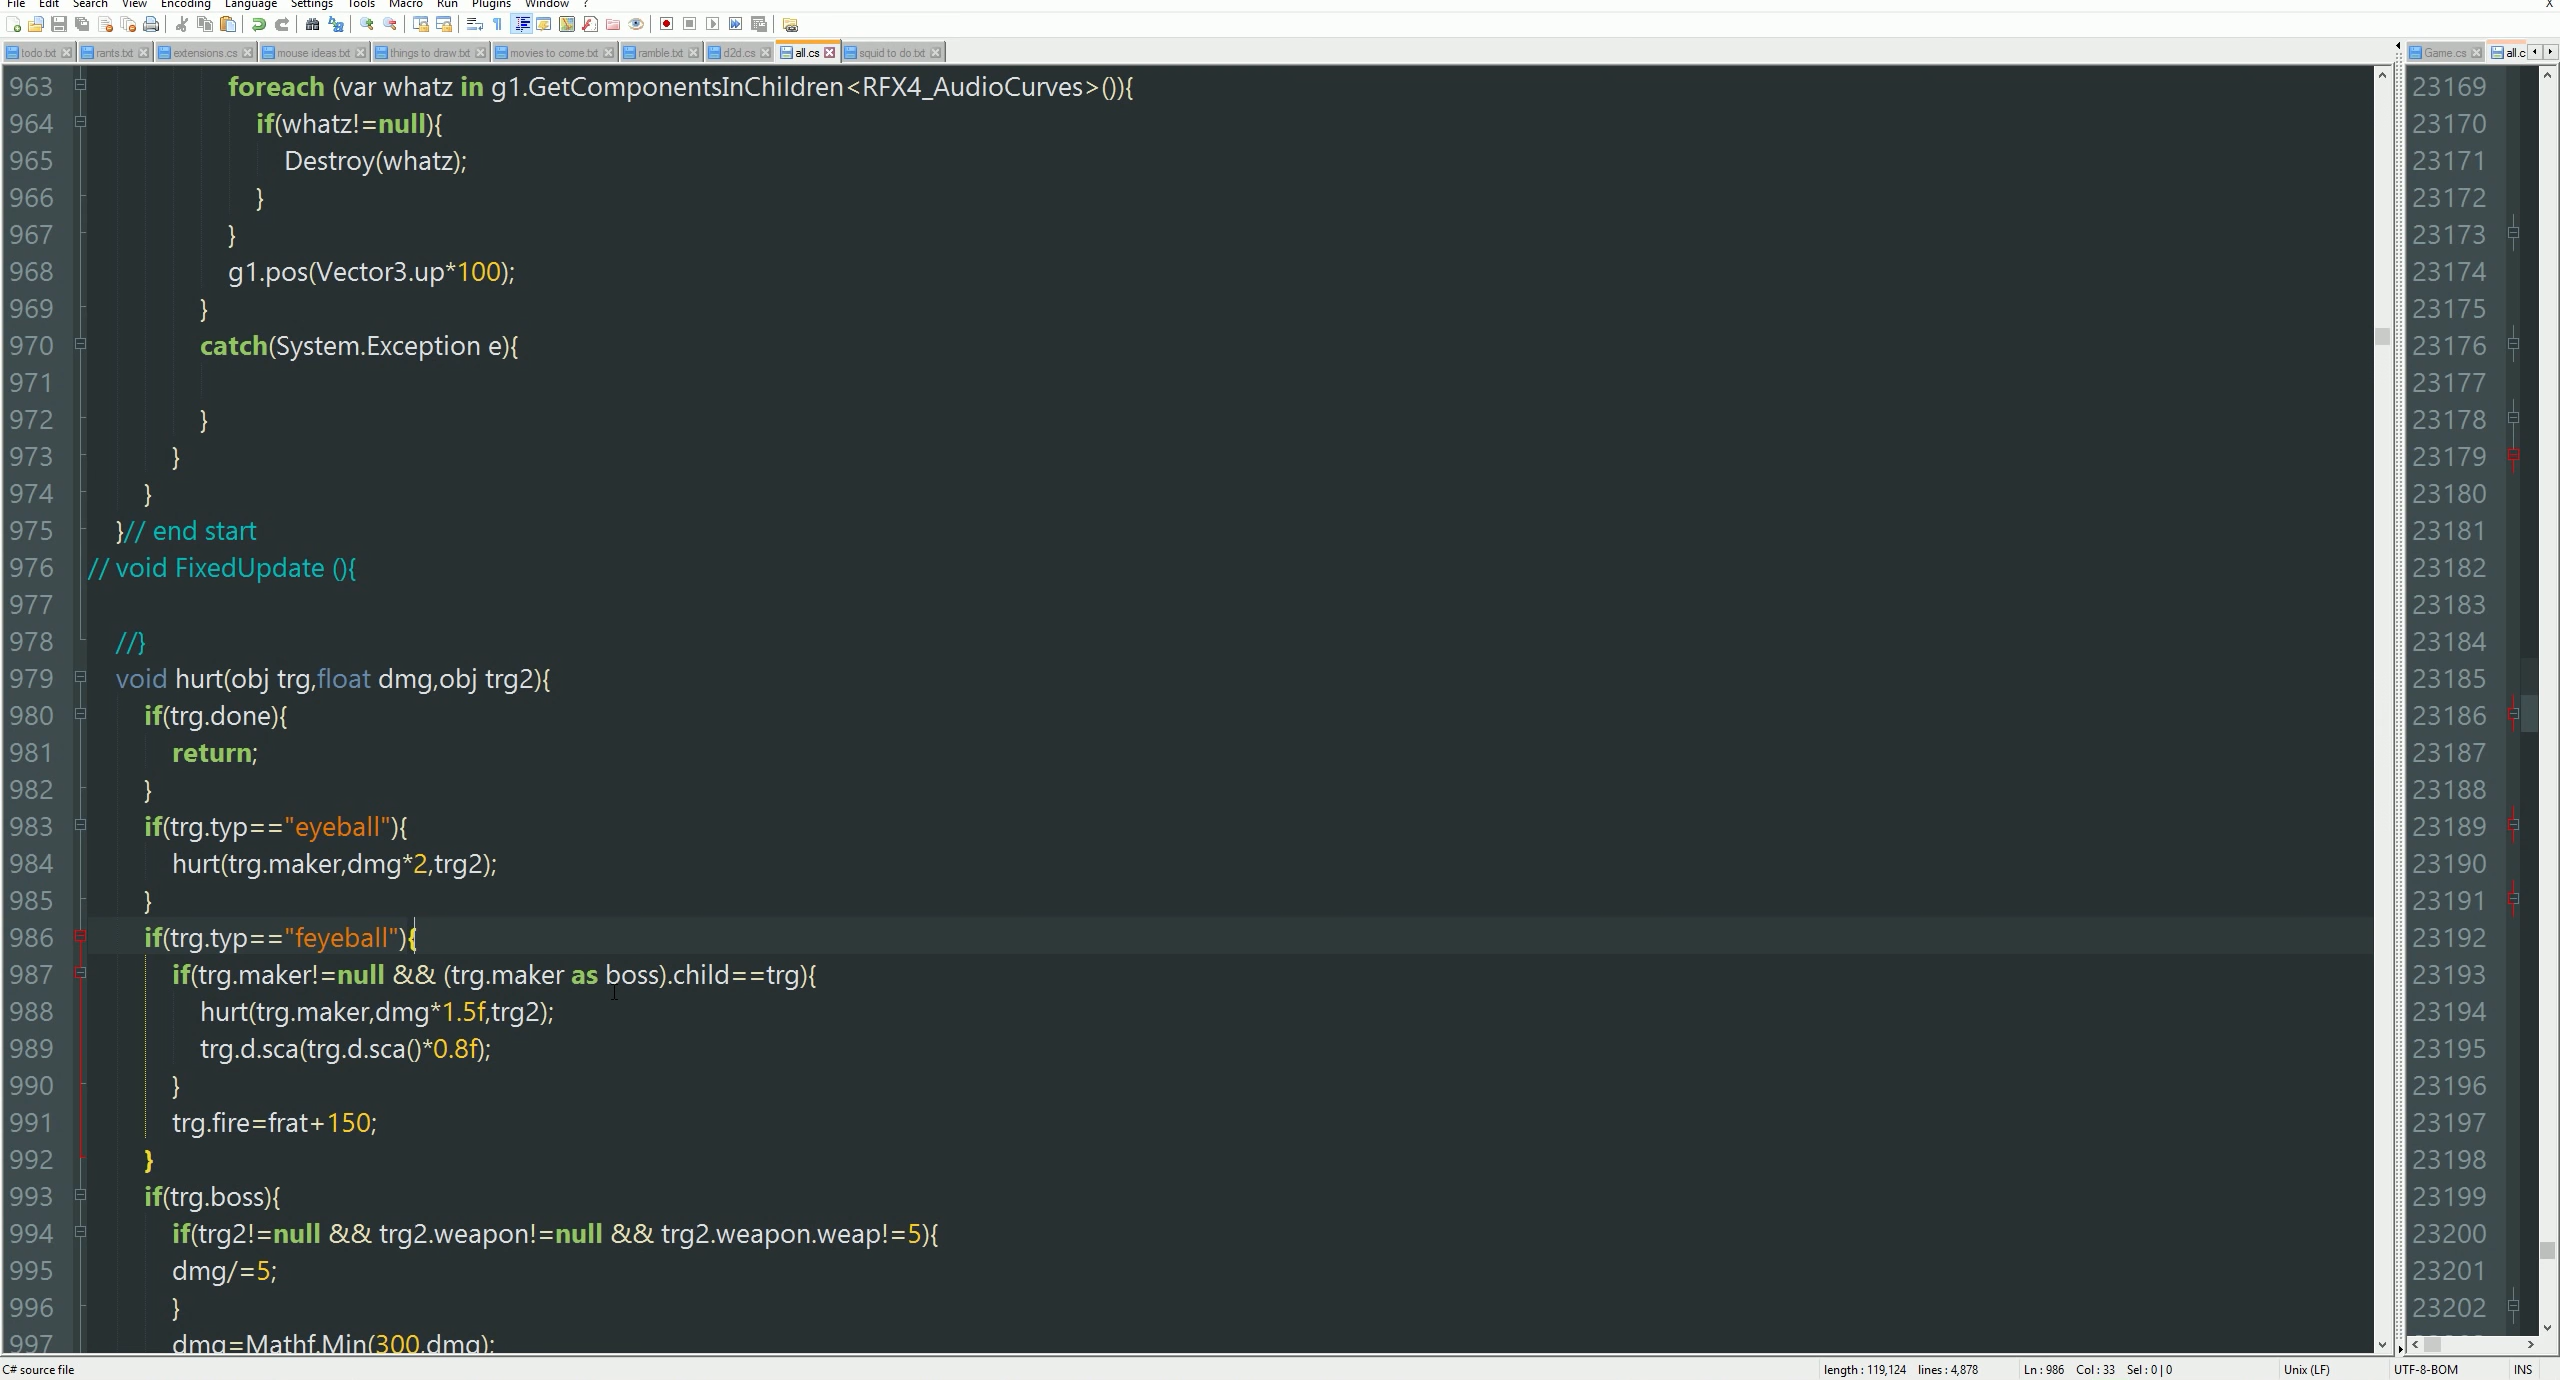 File Edit Search View Encoding Language Settings Tools Macro Run Plugins Window ? X
todo.txt rants.txt extensions.cs mouse ideas.txt things to draw.txt movies to come.txt ramble.txt d2d.cs all.cs squid to do.txt Game.cs all.c
963 foreach (var whatz in g1.GetComponentsInChildren<RFX4_AudioCurves>()){
964 if(whatz!=null){
965 Destroy(whatz);
966 }
967 }
968 g1.pos(Vector3.up*100);
969 }
970 catch(System.Exception e){
971
972 }
973 }
974 }
975 }// end start
976 // void FixedUpdate (){
977
978 //}
979 void hurt(obj trg,float dmg,obj trg2){
980 if(trg.done){
981 return;
982 }
983 if(trg.typ=="eyeball"){
984 hurt(trg.maker,dmg*2,trg2);
985 }
986 if(trg.typ=="feyeball"){
987 if(trg.maker!=null && (trg.maker as boss).child==trg){
988 hurt(trg.maker,dmg*1.5f,trg2);
989 trg.d.sca(trg.d.sca()*0.8f);
990 }
991 trg.fire=frat+150;
992 }
993 if(trg.boss){
994 if(trg2!=null && trg2.weapon!=null && trg2.weapon.weap!=5){
995 dmg/=5;
996 }
997 dmg=Mathf.Min(300,dmg);
23169
23170
23171
23172
23173
23174
23175
23176
23177
23178
23179
23180
23181
23182
23183
23184
23185
23186
23187
23188
23189
23190
23191
23192
23193
23194
23195
23196
23197
23198
23199
23200
23201
23202
C# source file length : 119,124 lines : 4,878 Ln : 986 Col : 33 Sel : 0 | 0 Unix (LF) UTF-8-BOM INS